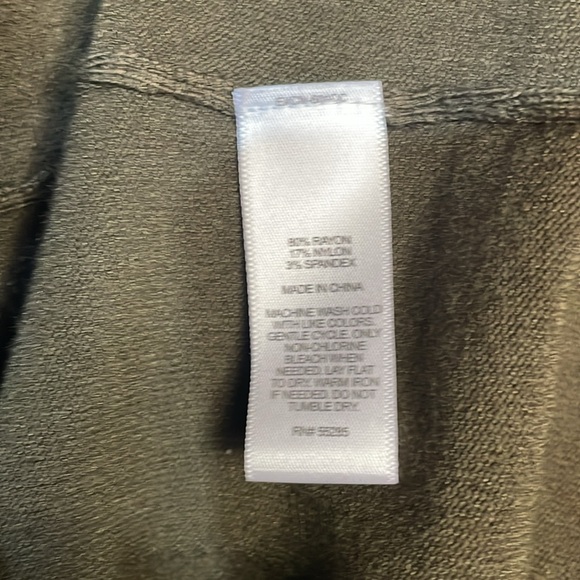 80% RAYON
17% NYLON
3% SPANDEX
MADE IN CHINA
MACHINE WASH COLD
WITH LIKE COLORS.
GENTLE CYCLE. ONLY
NON-CHLORINE
BLEACH WHEN
NEEDED. LAY FLAT
TO DRY. WARM IRON
IF NEEDED. DO NOT
TUMBLE DRY.
RN# 55285